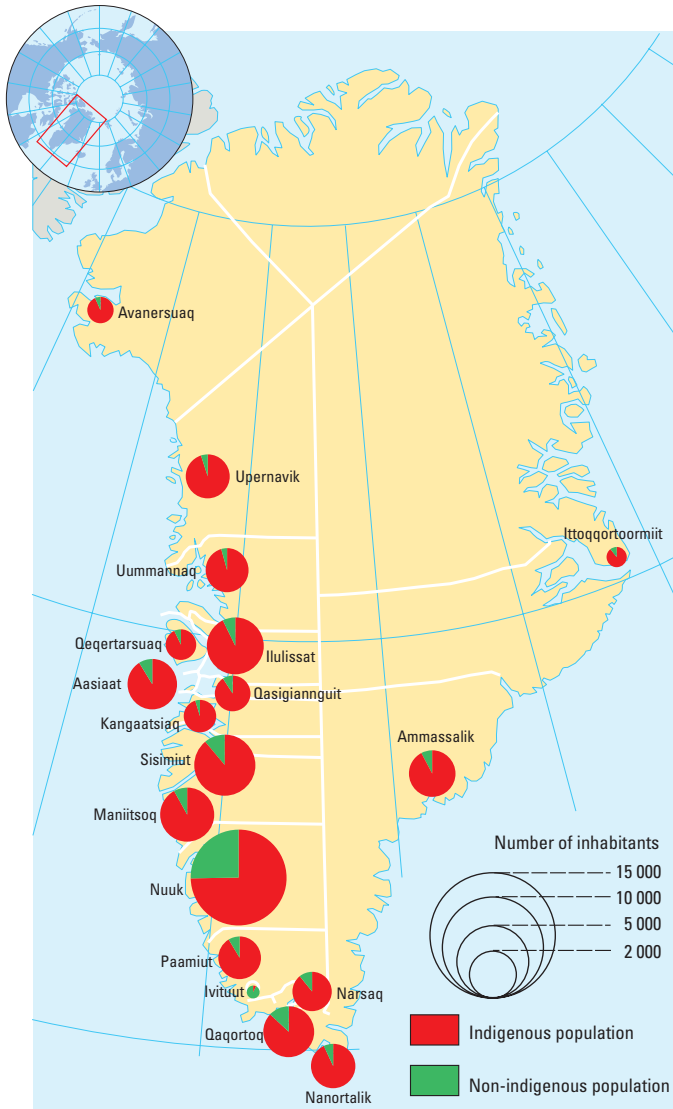 Avanersuaq
Upernavik
Ittoqqortoormiit
Uummannaq
Qeqertarsuaq
Ilulissat
Aasiaat
Qasigiannguit
Kangaatsiaq
Ammassalik
Sisimiut
Maniitsoq
Number of inhabitants
15 000
10 000
5 000
2 000
Nuuk
Paamiut
Ivituut
Narsaq
Qaqortoq
Nanortalik
Indigenous population
Non-indigenous population